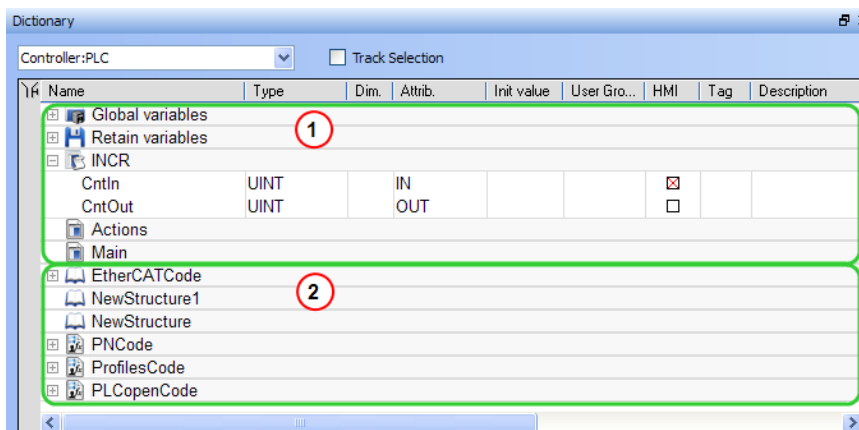 Dictionary
Controller:PLC Track Selection
Name Type Dim. Attrib. Init value User Gro... HMI Tag Description
Global variables
1
Retain variables
INCR
CntIn UINT IN
CntOut UINT OUT
Actions
Main
EtherCATCode
2
NewStructure1
NewStructure
PNCode
ProfilesCode
PLCopenCode